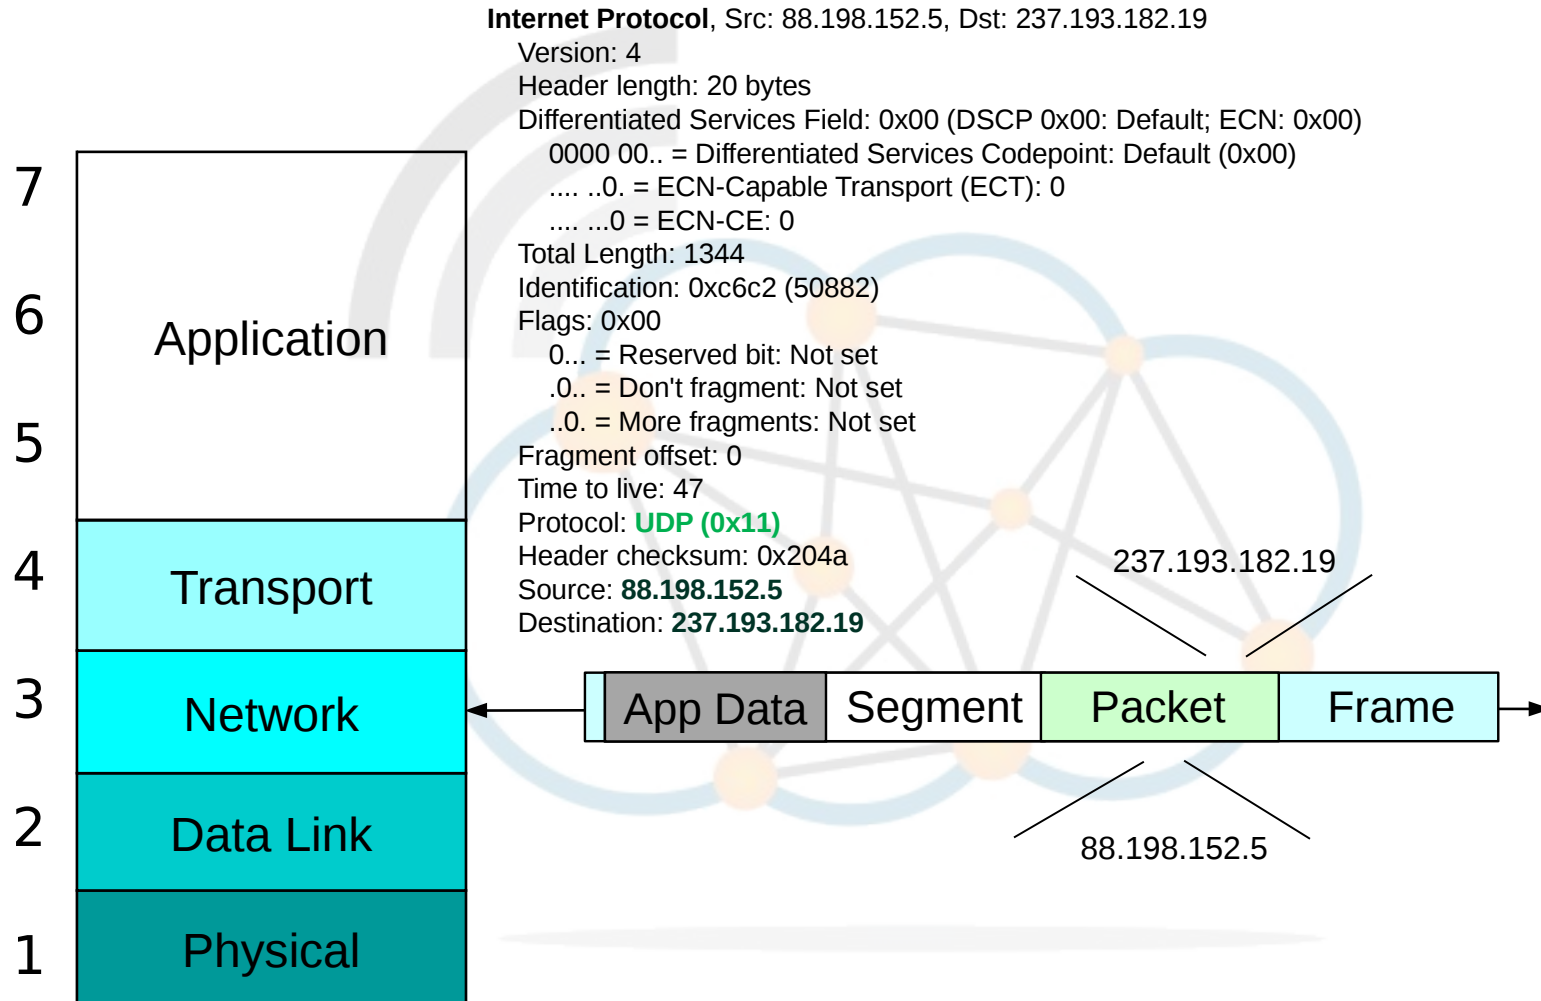 Internet Protocol, Src: 88.198.152.5, Dst: 237.193.182.19
Version: 4
Header length: 20 bytes
Differentiated Services Field: 0x00 (DSCP 0x00: Default; ECN: 0x00)
0000 00.. = Differentiated Services Codepoint: Default (0x00)
.... ..0. = ECN-Capable Transport (ECT): 0
.... ...0 = ECN-CE: 0
Total Length: 1344
Identification: 0xc6c2 (50882)
Flags: 0x00
0... = Reserved bit: Not set
.0.. = Don't fragment: Not set
..0. = More fragments: Not set
Fragment offset: 0
Time to live: 47
Protocol: UDP (0x11)
Header checksum: 0x204a
Source: 88.198.152.5
Destination: 237.193.182.19
7
6
Application
5
4
Transport
3
Network
2
Data Link
1
Physical
237.193.182.19
App Data Segment Packet Frame
88.198.152.5